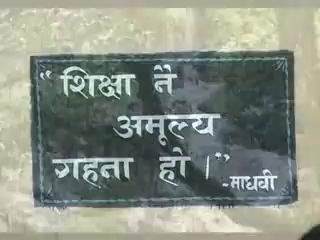 “ शिक्षा नै
अमूल्य
गहना हो । ”
-माधवी